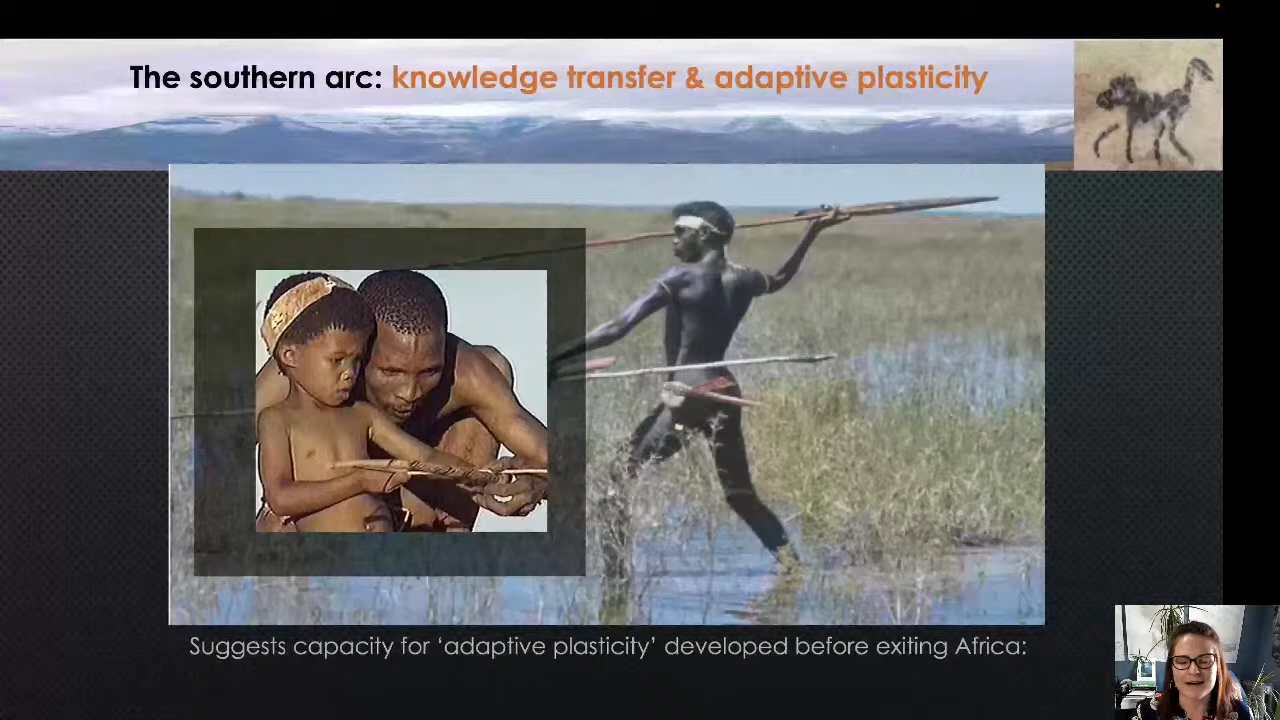 The southern arc: knowledge transfer & adaptive plasticity
Suggests capacity for ‘adaptive plasticity’ developed before exiting Africa: